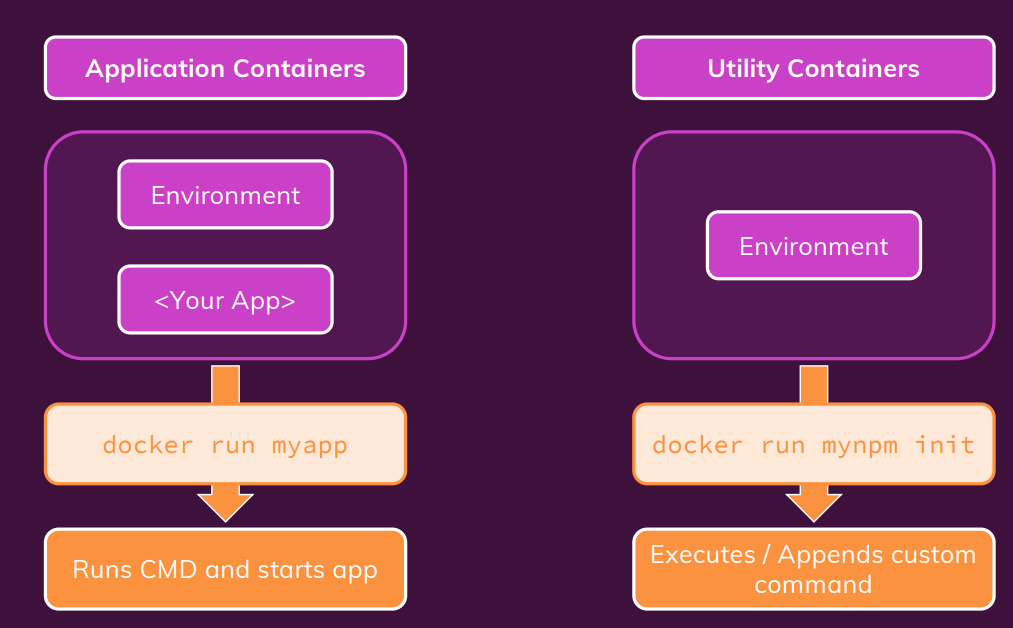 Application Containers
Environment
<Your App>
docker run myapp
Runs CMD and starts app
Utility Containers
Environment
docker run mynpm init
Executes / Appends custom
command